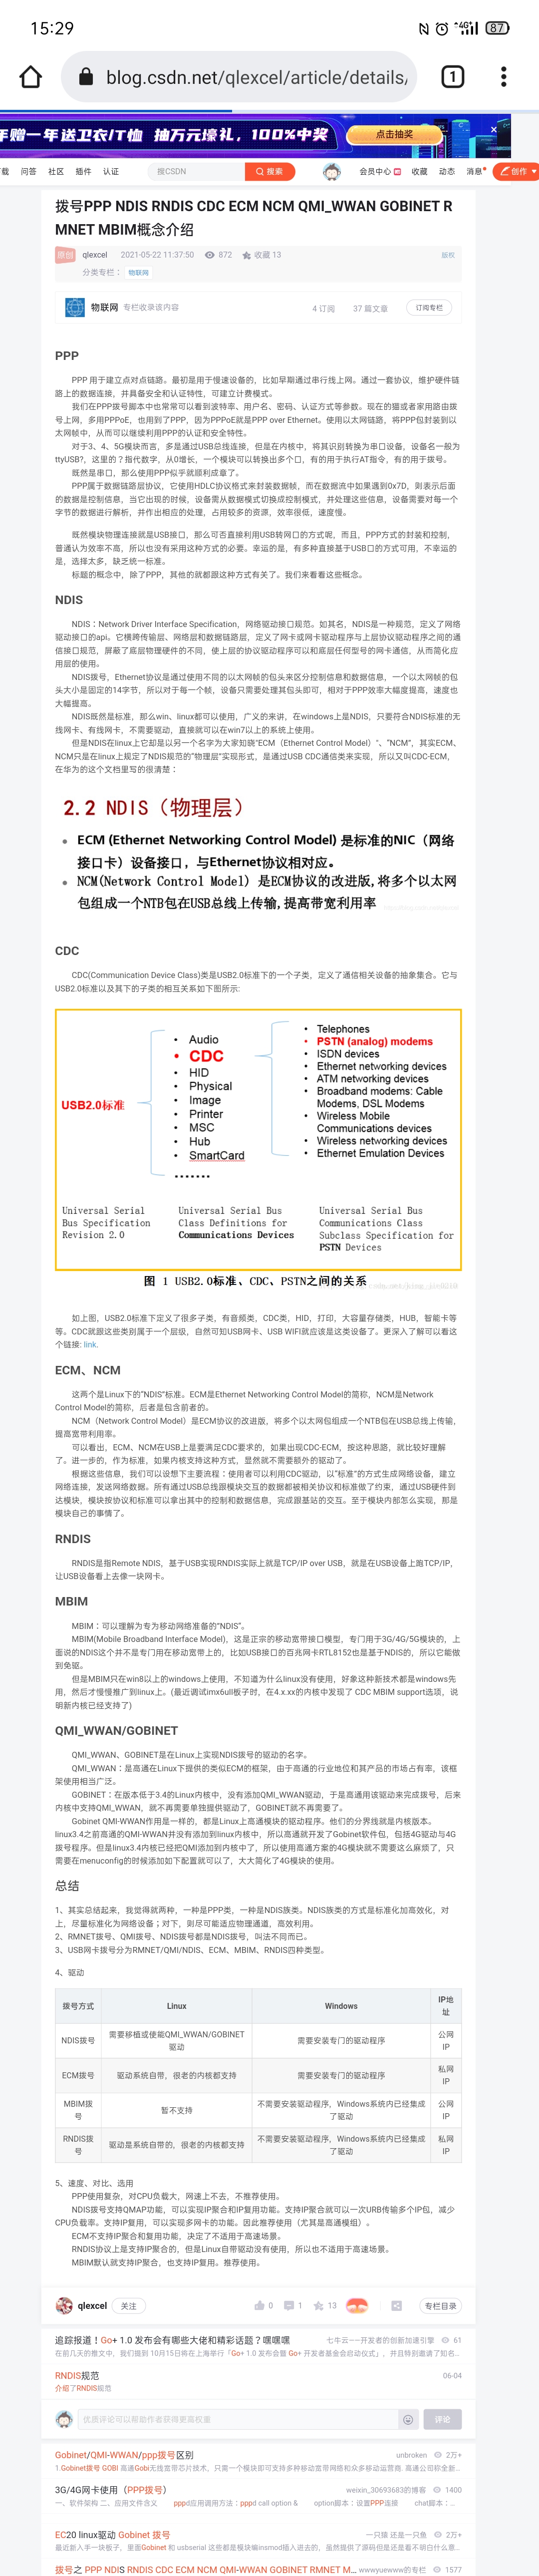 15:29
4G+
87
blog.csdn.net/qlexcel/article/details/
1
年赠一年送卫衣/T恤 抽万元豪礼，100%中奖
点击抽奖
×
载 问答 社区 插件 认证
搜CSDN
搜索
会员中心 收藏 动态 消息 创作
拨号PPP NDIS RNDIS CDC ECM NCM QMI_WWAN GOBINET R
MNET MBIM概念介绍
原创 qlexcel 2021-05-22 11:37:50 872 收藏 13 版权
分类专栏： 物联网
物联网 专栏收录该内容 4 订阅 37 篇文章 订阅专栏
PPP
PPP 用于建立点对点链路。最初是用于慢速设备的，比如早期通过串行线上网。通过一套协议，维护硬件链
路上的数据连接，并具备安全和认证特性，可建立计费模式。
我们在PPP拨号脚本中也常常可以看到波特率、用户名、密码、认证方式等参数。现在的猫或者家用路由拨
号上网，多用PPPoE，也用到了PPP，因为PPPoE就是PPP over Ethernet。使用以太网链路，将PPP包封装到以
太网帧中，从而可以继续利用PPP的认证和安全特性。
对于3、4、5G模块而言，多是通过USB总线连接，但是在内核中，将其识别转换为串口设备，设备名一般为
ttyUSB?，这里的？指代数字，从0增长，一个模块可以转换出多个口，有的用于执行AT指令，有的用于拨号。
既然是串口，那么使用PPP似乎就顺利成章了。
PPP属于数据链路层协议，它使用HDLC协议格式来封装数据帧，而在数据流中如果遇到0x7D，则表示后面
的数据是控制信息，当它出现的时候，设备需从数据模式切换成控制模式，并处理这些信息，设备需要对每一个
字节的数据进行解析，并作出相应的处理，占用较多的资源，效率很低，速度慢。
既然模块物理连接就是USB接口，那么可否直接利用USB转网口的方式呢，而且，PPP方式的封装和控制，
普通认为效率不高，所以也没有采用这种方式的必要。幸运的是，有多种直接基于USB口的方式可用，不幸运的
是，选择太多，缺乏统一标准。
标题的概念中，除了PPP，其他的就都跟这种方式有关了。我们来看看这些概念。
NDIS
NDIS：Network Driver Interface Specification，网络驱动接口规范。如其名，NDIS是一种规范，定义了网络
驱动接口的api。它横跨传输层、网络层和数据链路层，定义了网卡或网卡驱动程序与上层协议驱动程序之间的通
信接口规范，屏蔽了底层物理硬件的不同，使上层的协议驱动程序可以和底层任何型号的网卡通信，从而简化应
用层的使用。
NDIS拨号，Ethernet协议是通过使用不同的以太网帧的包头来区分控制信息和数据信息，一个以太网帧的包
头大小是固定的14字节，所以对于每一个帧，设备只需要处理其包头即可，相对于PPP效率大幅度提高，速度也
大幅提高。
NDIS既然是标准，那么win、linux都可以使用，广义的来讲，在windows上是NDIS，只要符合NDIS标准的无
线网卡、有线网卡，不需要驱动，直接就可以在win7以上的系统上使用。
但是NDIS在linux上它却是以另一个名字为大家知晓"ECM（Ethernet Control Model）"、"NCM"，其实ECM、
NCM只是在linux上规定了NDIS规范的"物理层"实现形式，是通过USB CDC通信类来实现，所以又叫CDC-ECM，
在华为的这个文档里写的很清楚：
2.2 NDIS（物理层）
• ECM (Ethernet Networking Control Model) 是标准的NIC（网络
接口卡）设备接口，与Ethernet协议相对应。
• NCM(Network Control Model) 是ECM协议的改进版,将多个以太网
包组成一个NTB包在USB总线上传输,提高带宽利用率
CDC
CDC(Communication Device Class)类是USB2.0标准下的一个子类，定义了通信相关设备的抽象集合。它与
USB2.0标准以及其下的子类的相互关系如下图所示:
USB2.0标准
• Audio
• CDC
• HID
• Physical
• Image
• Printer
• MSC
• Hub
• SmartCard
• .......
• Telephones
• PSTN (analog) modems
• ISDN devices
• Ethernet networking devices
• ATM networking devices
• Broadband modems: Cable
Modems, DSL Modems
• Wireless Mobile
Communications devices
• Wireless networking devices
• Ethernet Emulation Devices
Universal Serial
Bus Specification
Revision 2.0
Universal Serial Bus
Class Definitions for
Communications Devices
Universal Serial Bus
Communications Class
Subclass Specification for
PSTN Devices
图 1 USB2.0标准、CDC、PSTN之间的关系
如上图，USB2.0标准下定义了很多子类，有音频类，CDC类，HID，打印，大容量存储类，HUB，智能卡等
等。CDC就跟这些类别属于一个层级，自然可知USB网卡、USB WIFI就应该是这类设备了。更深入了解可以看这
个链接: link.
ECM、NCM
这两个是Linux下的"NDIS"标准。ECM是Ethernet Networking Control Model的简称，NCM是Network
Control Model的简称，后者是包含前者的。
NCM（Network Control Model）是ECM协议的改进版，将多个以太网包组成一个NTB包在USB总线上传输，
提高宽带利用率。
可以看出，ECM、NCM在USB上是要满足CDC要求的，如果出现CDC-ECM，按这种思路，就比较好理解
了。进一步的，作为标准，如果内核支持这种方式，显然就不需要额外的驱动了。
根据这些信息，我们可以设想下主要流程：使用者可以利用CDC驱动，以"标准"的方式生成网络设备，建立
网络连接，发送网络数据。所有通过USB总线跟模块交互的数据都被相关协议和标准做了约束，通过USB硬件到
达模块，模块按协议和标准可以拿出其中的控制和数据信息，完成跟基站的交互。至于模块内部怎么实现，那是
模块自己的事情了。
RNDIS
RNDIS是指Remote NDIS，基于USB实现RNDIS实际上就是TCP/IP over USB，就是在USB设备上跑TCP/IP，
让USB设备看上去像一块网卡。
MBIM
MBIM：可以理解为专为移动网络准备的"NDIS"。
MBIM(Mobile Broadband Interface Model)，这是正宗的移动宽带接口模型，专门用于3G/4G/5G模块的，上
面说的NDIS这个并不是专门用在移动宽带上的，比如USB接口的百兆网卡RTL8152也是基于NDIS的，所以它能做
到免驱。
但是MBIM只在win8以上的windows上使用，不知道为什么linux没有使用，好象这种新技术都是windows先
用，然后才慢慢推广到linux上。(最近调试imx6ull板子时，在4.x.xx的内核中发现了 CDC MBIM support选项，说
明新内核已经支持了)
QMI_WWAN/GOBINET
QMI_WWAN、GOBINET是在Linux上实现NDIS拨号的驱动的名字。
QMI_WWAN：是高通在Linux下提供的类似ECM的框架，由于高通的行业地位和其产品的市场占有率，该框
架使用相当广泛。
GOBINET：在版本低于3.4的Linux内核中，没有添加QMI_WWAN驱动，于是高通用该驱动来完成拨号，后来
内核中支持QMI_WWAN，就不再需要单独提供驱动了，GOBINET就不再需要了。
Gobinet QMI-WWAN作用是一样的，都是Linux上高通模块的驱动程序。他们的分界线就是内核版本。
linux3.4之前高通的QMI-WWAN并没有添加到linux内核中，所以高通就开发了Gobinet软件包，包括4G驱动与4G
拨号程序。但是linux3.4内核已经把QMI添加到内核中了，所以使用高通方案的4G模块就不需要这么麻烦了，只
需要在menuconfig的时候添加如下配置就可以了，大大简化了4G模块的使用。
总结
1、其实总结起来，我觉得就两种，一种是PPP类，一种是NDIS族类。NDIS族类的方式是标准化加高效化，对
上，尽量标准化为网络设备；对下，则尽可能适应物理通道，高效利用。
2、RMNET拨号、QMI拨号、NDIS拨号都是NDIS拨号，叫法不同而已。
3、USB网卡拨号分为RMNET/QMI/NDIS、ECM、MBIM、RNDIS四种类型。
4、驱动
拨号方式 Linux Windows IP地址
NDIS拨号 需要移植或使能QMI_WWAN/GOBINET驱动 需要安装专门的驱动程序 公网IP
ECM拨号 驱动系统自带，很老的内核都支持 需要安装专门的驱动程序 私网IP
MBIM拨号 暂不支持 不需要安装驱动程序，Windows系统内已经集成了驱动 公网IP
RNDIS拨号 驱动是系统自带的，很老的内核都支持 不需要安装驱动程序，Windows系统内已经集成了驱动 私网IP
5、速度、对比、选用
PPP使用复杂，对CPU负载大，网速上不去，不推荐使用。
NDIS拨号支持QMAP功能，可以实现IP聚合和IP复用功能。支持IP聚合就可以一次URB传输多个IP包，减少
CPU负载率。支持IP复用，可以实现多网卡的功能。因此推荐使用（尤其是高通模组）。
ECM不支持IP聚合和复用功能，决定了不适用于高速场景。
RNDIS协议上是支持IP聚合的，但是Linux自带驱动没有使用，所以也不适用于高速场景。
MBIM默认就支持IP聚合，也支持IP复用。推荐使用。
qlexcel 关注 0 1 13 专栏目录
追踪报道！Go+ 1.0 发布会有哪些大佬和精彩话题？嘿嘿嘿 七牛云——开发者的创新加速引擎 61
在前几天的推文中，我们提到 10月15日将在上海举行「Go+ 1.0 发布会暨 Go+ 开发者基金会启动仪式」，并且特别邀请了知名...
RNDIS规范 06-04
介绍了RNDIS规范
优质评论可以帮助作者获得更高权重 评论
Gobinet/QMI-WWAN/ppp拨号区别 unbroken 2万+
1.Gobinet拨号 GOBI 高通Gobi无线宽带芯片技术，只需一个模块即可支持多种移动宽带网络和众多移动运营商. 高通公司称全新...
3G/4G网卡使用（PPP拨号） weixin_30693683的博客 1400
一、软件架构 二、应用文件含义 pppd应用调用方法：pppd call option & option脚本：设置PPP连接 chat脚本：...
EC20 linux驱动 Gobinet 拨号 一只猿 还是一只鱼 2万+
最近新入手一块板子，里面Gobinet 和 usbserial 这些都是模块编insmod插入进去的，虽然提供了源码但是还是看不明白什么意...
拨号之 PPP NDIS RNDIS CDC ECM NCM QMI-WWAN GOBINET RMNET M... wwwyuewww的专栏 1577